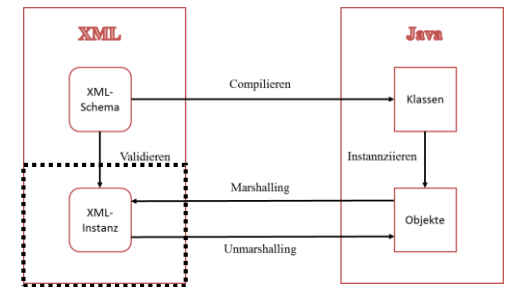 XML
Java
XML-
Schema
Compilieren
Klassen
Validieren
Instannziieren
XML-
Instanz
Marshalling
Unmarshalling
Objekte